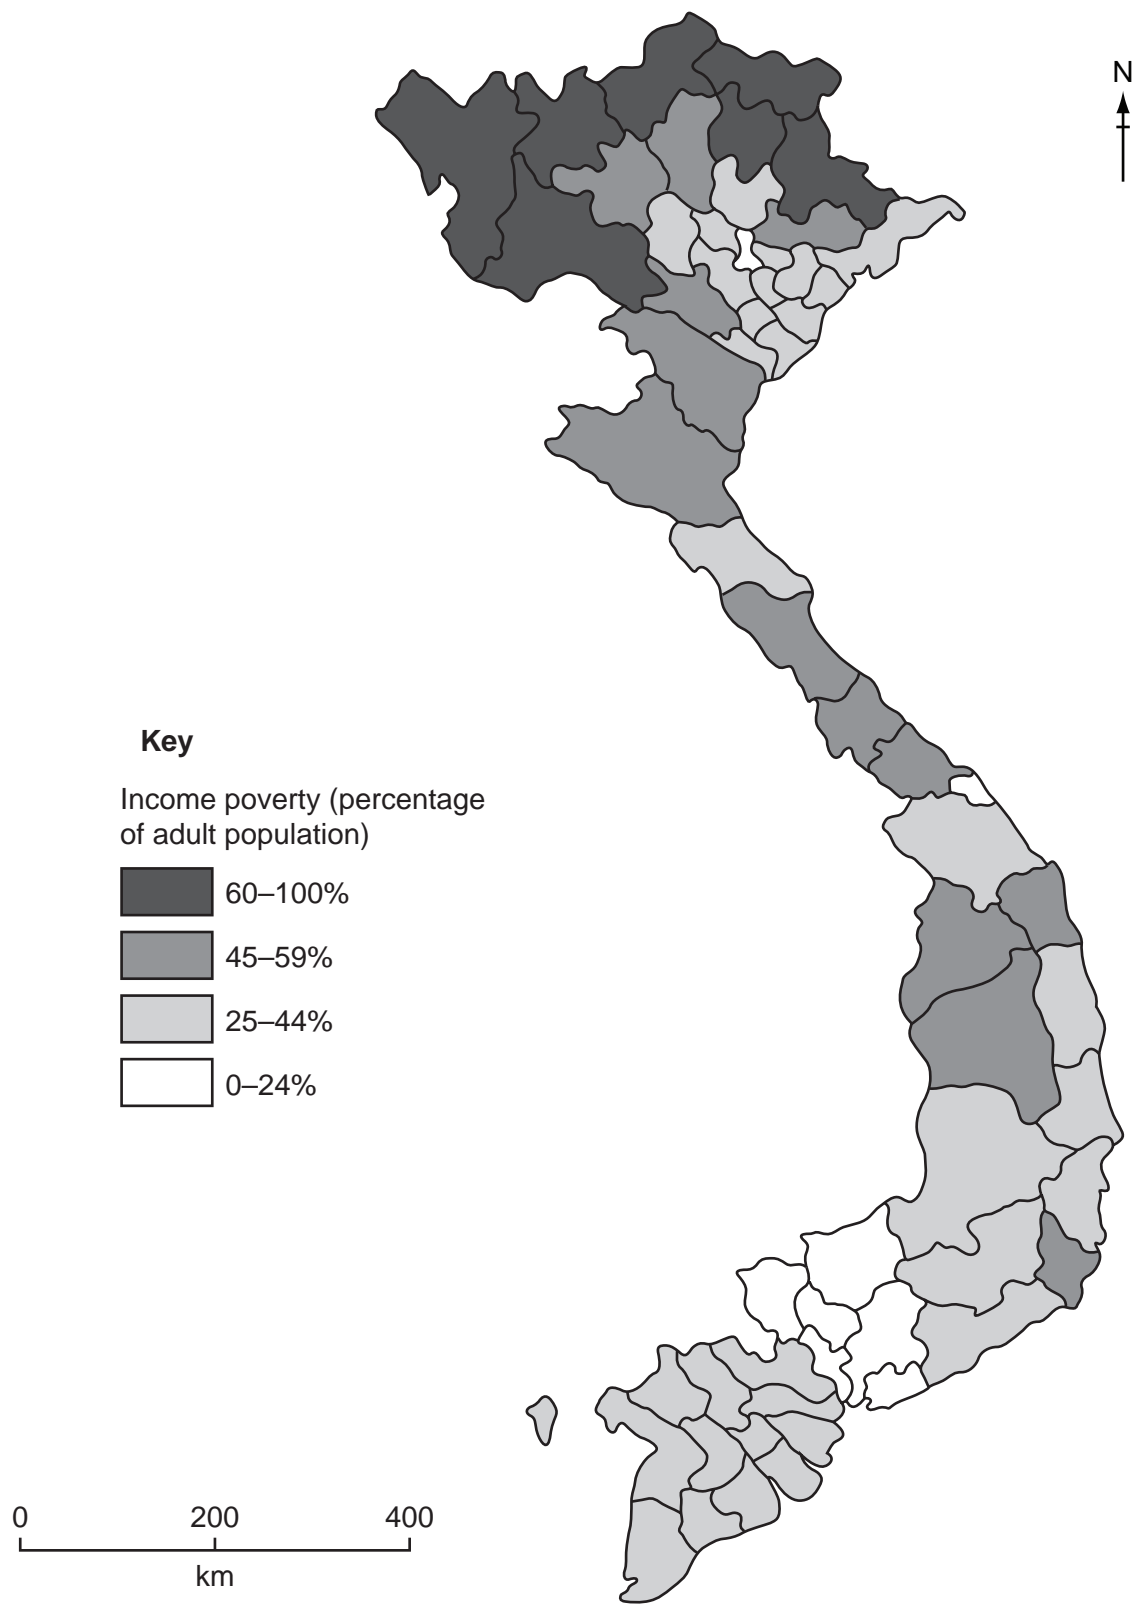 N
Key
Income poverty (percentage
of adult population)
60–100%
45–59%
25–44%
0–24%
0 200 400
km